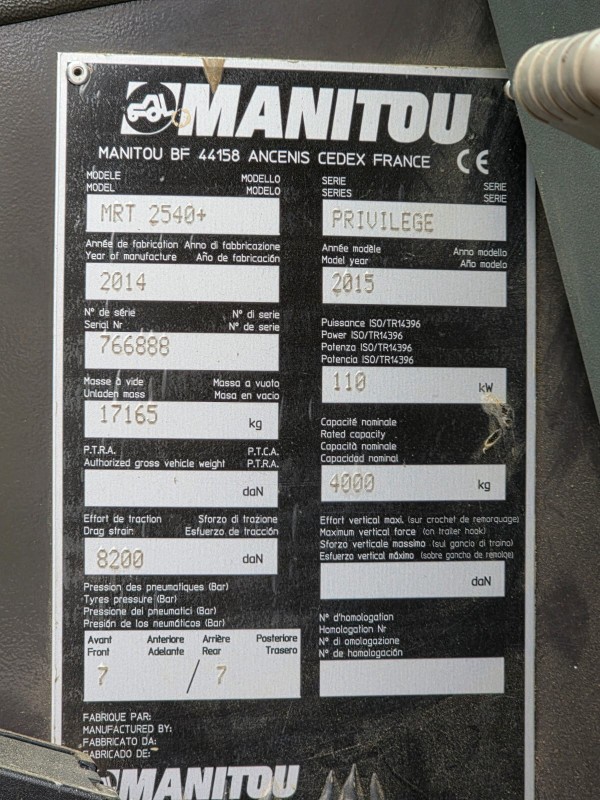 MANITOU
MANITOU BF 44158 ANCENIS CEDEX FRANCE CE
MODELE MODELLO
MODEL MODELO
MRT 2540+
SERIE SERIE
SERIES SERIE
PRIVILEGE
Année de fabrication Anno di fabbricazione
Year of manufacture Año de fabricación
2014
Année modèle Anno modello
Model year Año modelo
2015
N° de série N° di serie
Serial Nr N° de serie
766888
Puissance ISO/TR14396
Power ISO/TR14396
Potenza ISO/TR14396
Potencia ISO/TR14396
110 kW
Masse à vide Massa a vuoto
Unladen mass Masa en vacio
17165 kg
Capacité nominale
Rated capacity
Capacità nominale
Capacidad nominal
4000 kg
P.T.R.A. P.T.C.A.
Authorized gross vehicle weight P.T.R.A.
daN
Effort de traction Sforzo di trazione
Drag strain Esfuerzo de tracción
8200 daN
Effort vertical maxi. (sur crochet de remorquage)
Maximum vertical force (on trailer hook)
Sforzo verticale massimo (sul gancio di traino)
Esfuerzo vertical máximo (sobre gancho de remolque)
daN
Pression des pneumatiques (Bar)
Tyres pressure (Bar)
Pressione dei pneumatici (Bar)
Presión de los neumáticos (Bar)
Avant Anteriore Arrière Posteriore
Front Adelante Rear Trasero
7 / 7
N° d'homologation
Homologation Nr
N° di omologazione
N° de homologación
FABRIQUE PAR:
MANUFACTURED BY:
FABBRICATO DA:
FABRICADO DE:
MANITOU